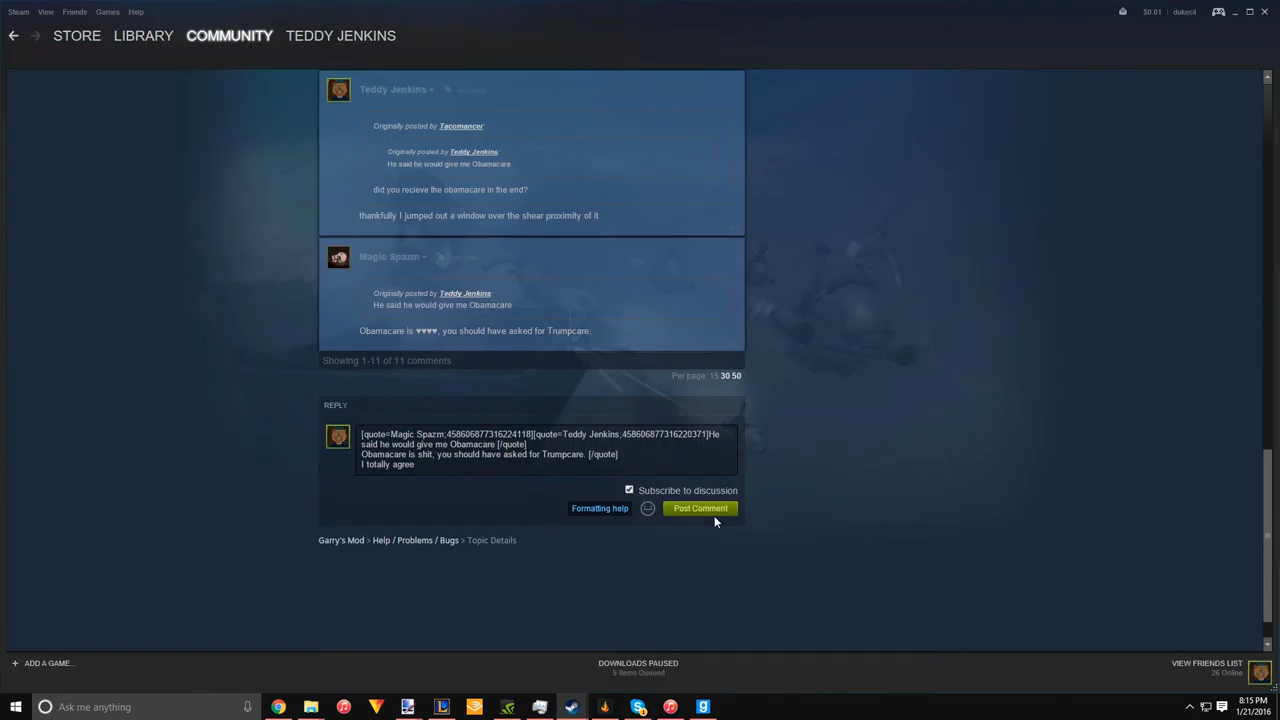 Steam View Friends Games Help $0.01 dukecil
STORE LIBRARY COMMUNITY TEDDY JENKINS
Teddy Jenkins
Originally posted by Tacomancer:
Originally posted by Teddy Jenkins:
He said he would give me Obamacare
did you recieve the obamacare in the end?
thankfully I jumped out a window over the shear proximity of it
Magic Spazm
Originally posted by Teddy Jenkins:
He said he would give me Obamacare
Obamacare is ♥♥♥♥, you should have asked for Trumpcare.
Showing 1-11 of 11 comments
Per page: 15 30 50
REPLY
[quote=Magic Spazm;458606877316224118][quote=Teddy Jenkins;458606877316220371]He
said he would give me Obamacare [/quote]
Obamacare is shit, you should have asked for Trumpcare. [/quote]
I totally agree
Subscribe to discussion
Formatting help Post Comment
Garry's Mod > Help / Problems / Bugs > Topic Details
+ ADD A GAME... DOWNLOADS PAUSED VIEW FRIENDS LIST
9 Items Queued 26 Online
Ask me anything 8:15 PM
1/21/2016